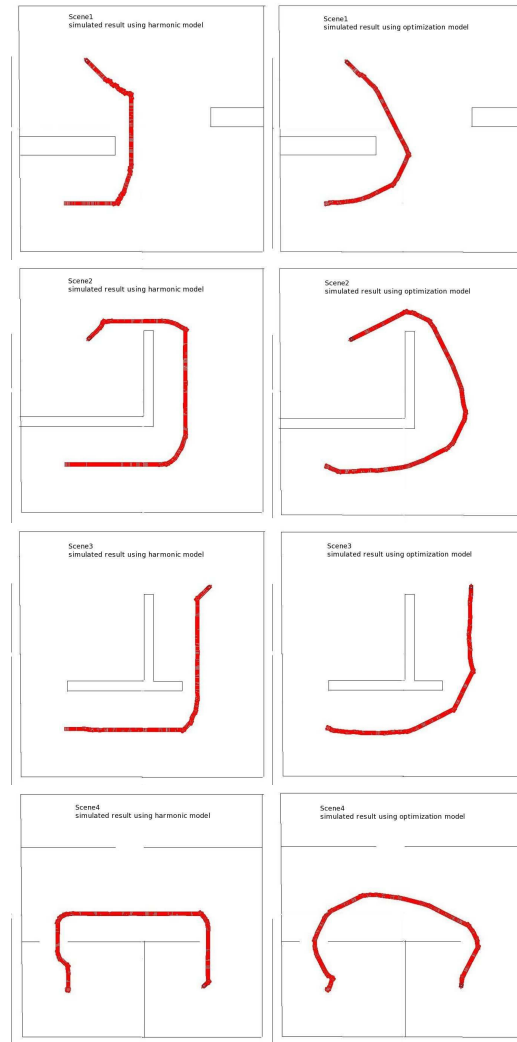 Scene1
simulated result using harmonic model
Scene1
simulated result using optimization model
Scene2
simulated result using harmonic model
Scene2
simulated result using optimization model
Scene3
simulated result using harmonic model
Scene3
simulated result using optimization model
Scene4
simulated result using harmonic model
Scene4
simulated result using optimization model